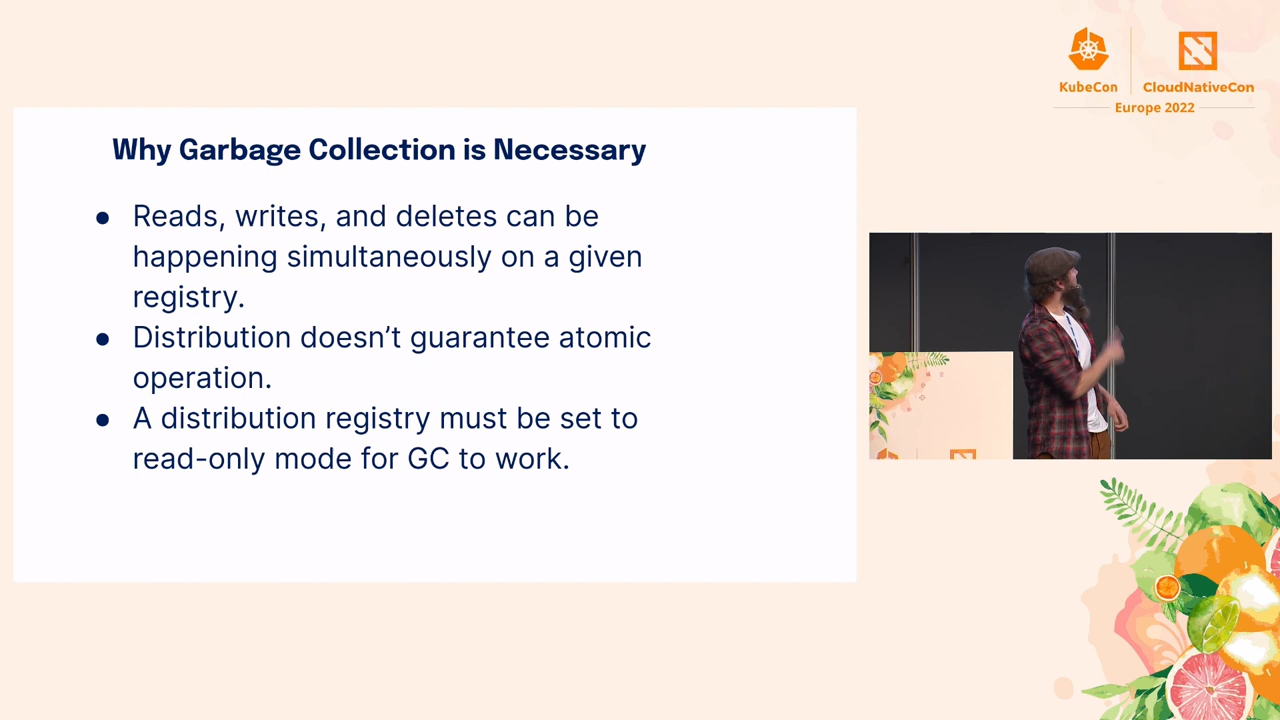 KubeCon
CloudNativeCon
Europe 2022
Why Garbage Collection is Necessary
● Reads, writes, and deletes can be
happening simultaneously on a given
registry.
● Distribution doesn’t guarantee atomic
operation.
● A distribution registry must be set to
read-only mode for GC to work.